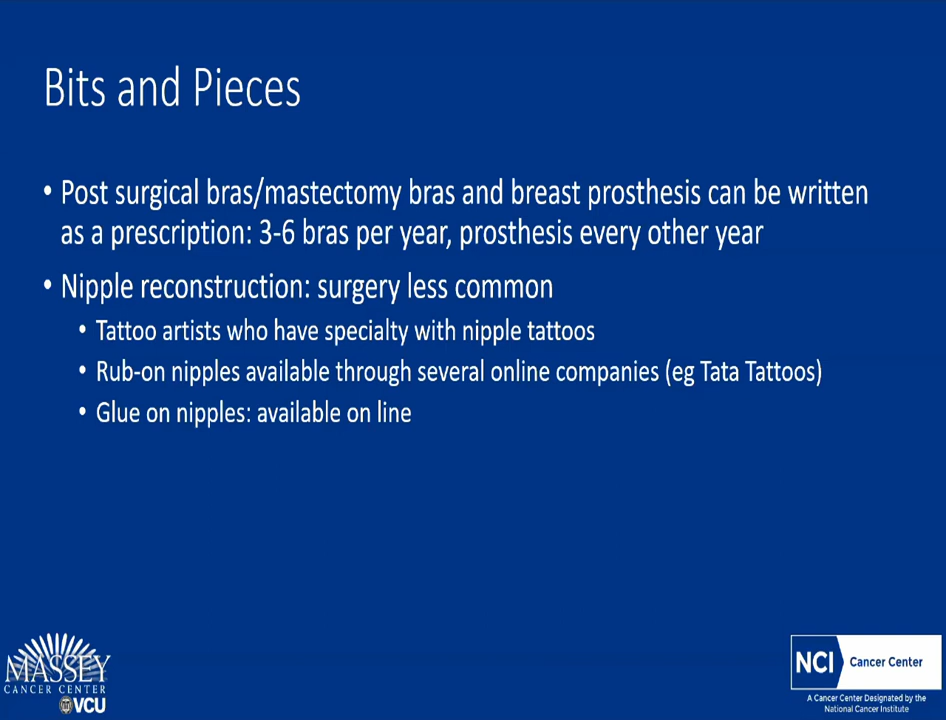 Bits and Pieces
• Post surgical bras/mastectomy bras and breast prosthesis can be written
as a prescription: 3-6 bras per year, prosthesis every other year
• Nipple reconstruction: surgery less common
• Tattoo artists who have specialty with nipple tattoos
• Rub-on nipples available through several online companies (eg Tata Tattoos)
• Glue on nipples: available on line
MASSEY
CANCER CENTER
VCU
NCI Cancer Center
A Cancer Center Designated by the
National Cancer Institute